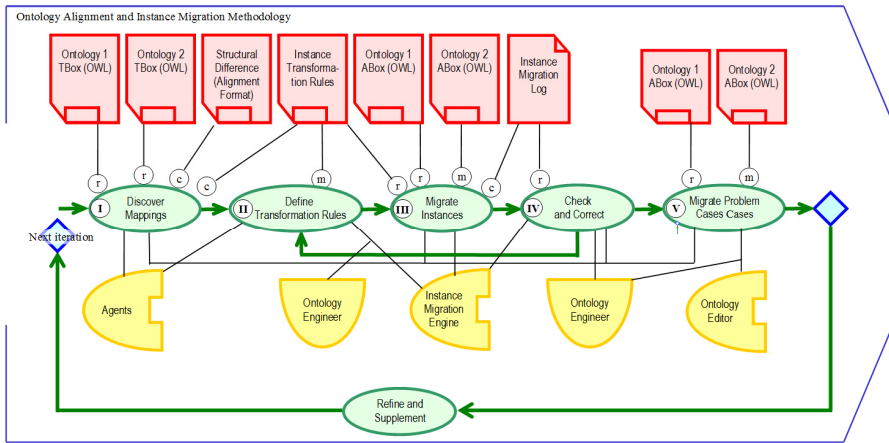 Ontology Alignment and Instance Migration Methodology
Ontology 1
TBox (OWL)
Ontology 2
TBox (OWL)
Structural
Difference
(Alignment
Format)
Instance
Transforma-
tion Rules
Ontology 1
ABox (OWL)
Ontology 2
ABox (OWL)
Instance
Migration
Log
Ontology 1
ABox (OWL)
Ontology 2
ABox (OWL)
r
r
c
c
m
r
r
m
c
r
r
m
I
Discover
Mappings
II
Define
Transformation Rules
III
Migrate
Instances
IV
Check
and Correct
V
Migrate Problem
Cases Cases
Next iteration
Agents
Ontology
Engineer
Instance
Migration
Engine
Ontology
Engineer
Ontology
Editor
Refine and
Supplement